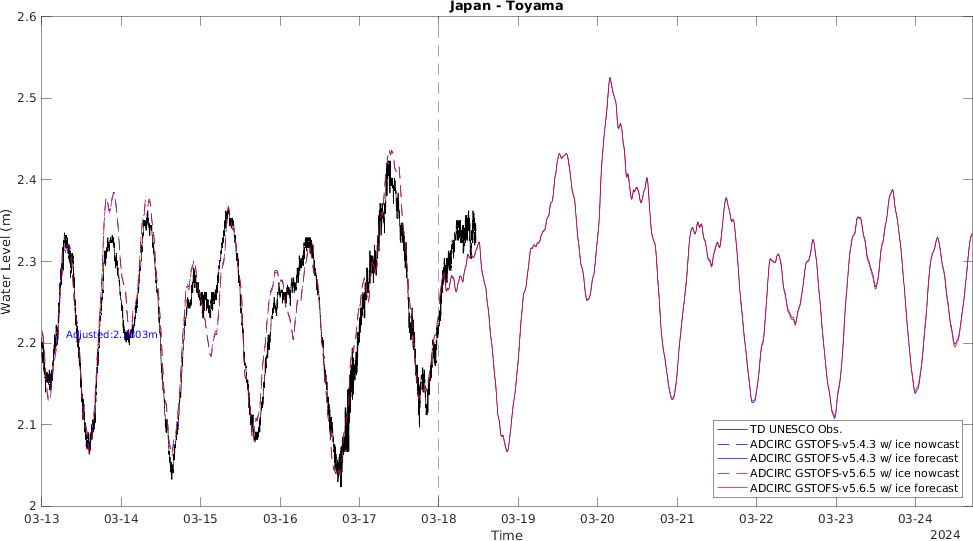 Japan - Toyama
2.6
2.5
2.4
2.3
2.2
2.1
2
Water Level (m)
Adjusted:2.
03m
TD UNESCO Obs.
ADCIRC GSTOFS-v5.4.3 w/ ice nowcast
ADCIRC GSTOFS-v5.4.3 w/ ice forecast
ADCIRC GSTOFS-v5.6.5 w/ ice nowcast
ADCIRC GSTOFS-v5.6.5 w/ ice forecast
03-13 03-14 03-15 03-16 03-17 03-18 03-19 03-20 03-21 03-22 03-23 03-24
Time
2024